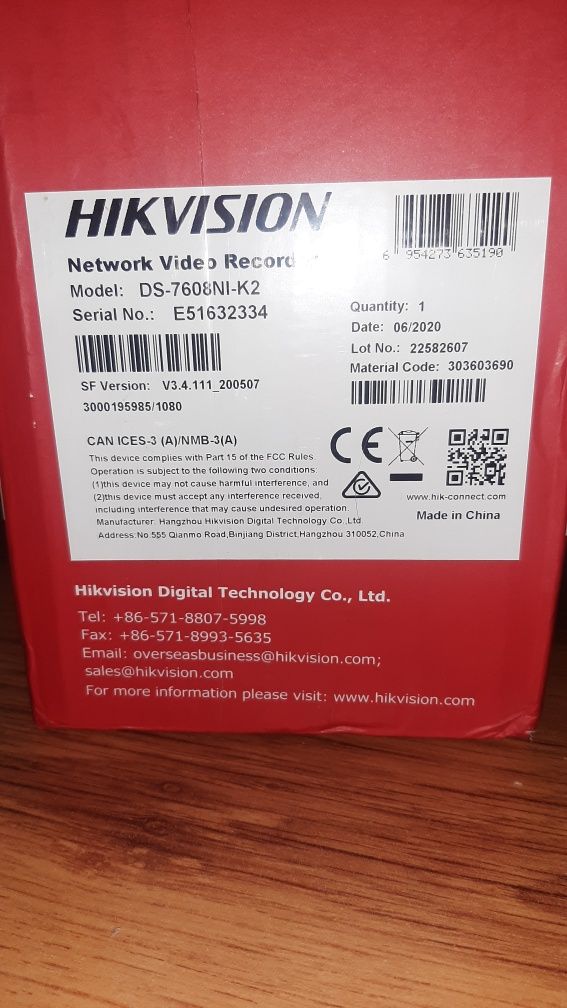 HIKVISION
6 954273 635190
Network Video Recorder
Model: DS-7608NI-K2
Serial No.: E51632334
Quantity: 1
Date: 06/2020
Lot No.: 22582607
Material Code: 303603690
SF Version: V3.4.111_200507
3000195985/1080
CAN ICES-3 (A)/NMB-3(A)
This device complies with Part 15 of the FCC Rules.
Operation is subject to the following two conditions:
(1)this device may not cause harmful interference, and
(2)this device must accept any interference received,
including interference that may cause undesired operation.
Manufacturer: Hangzhou Hikvision Digital Technology Co.,Ltd.
Address:No.555 Qianmo Road,Binjiang District,Hangzhou 310052,China
CE
www.hik-connect.com
Made in China
Hikvision Digital Technology Co., Ltd.
Tel: +86-571-8807-5998
Fax: +86-571-8993-5635
Email: overseasbusiness@hikvision.com;
sales@hikvision.com
For more information please visit: www.hikvision.com